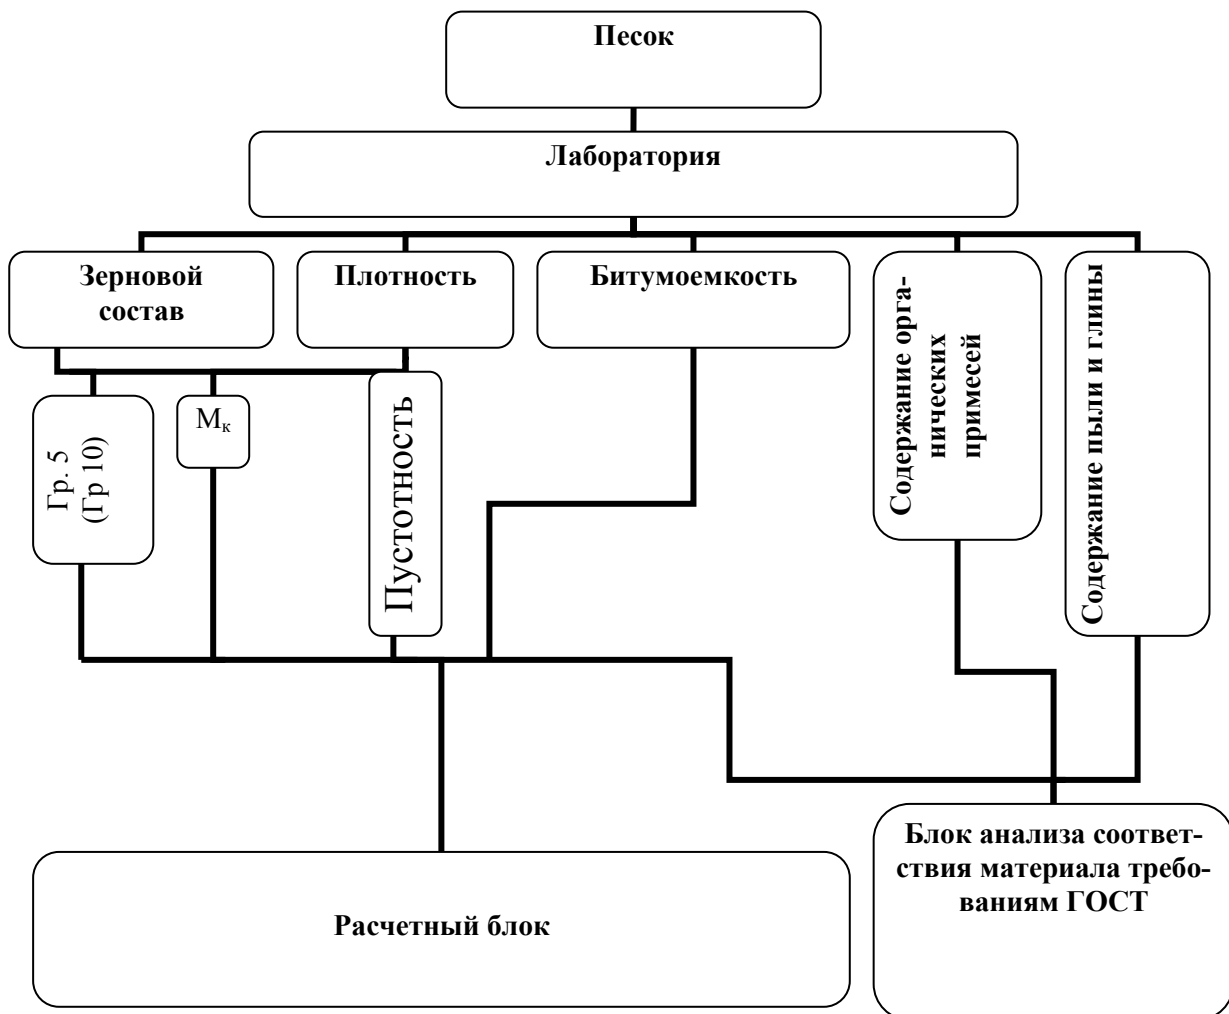 Песок
Лаборатория
Зерновой
состав
Плотность
Битумоемкость
Содержание орга-
нических
примесей
Содержание пыли и глины
Гр. 5
(Гр 10)
Мк
Пустотность
Блок анализа соответ-
ствия материала требо-
ваниям ГОСТ
Расчетный блок